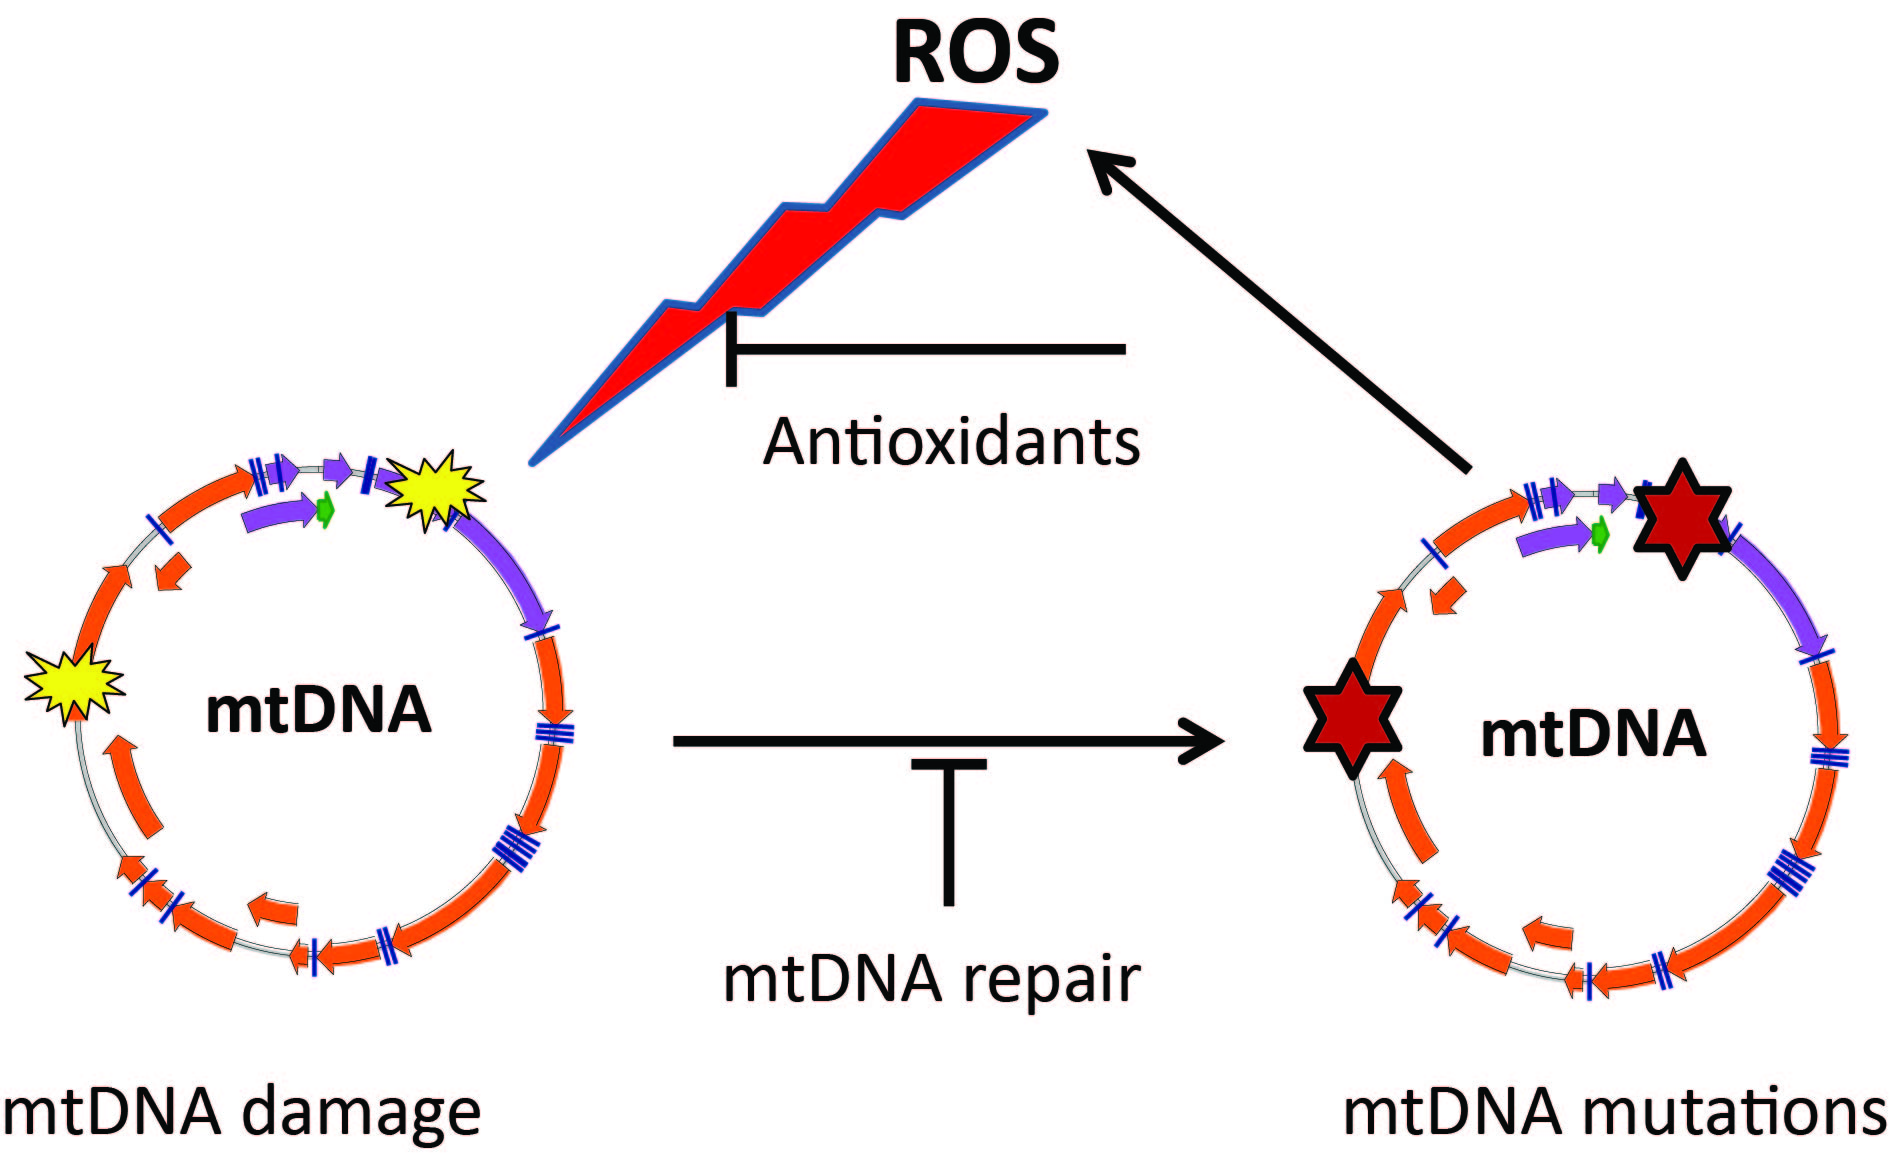 ROS
Antioxidants
mtDNA
mtDNA
mtDNA repair
mtDNA damage
mtDNA mutations